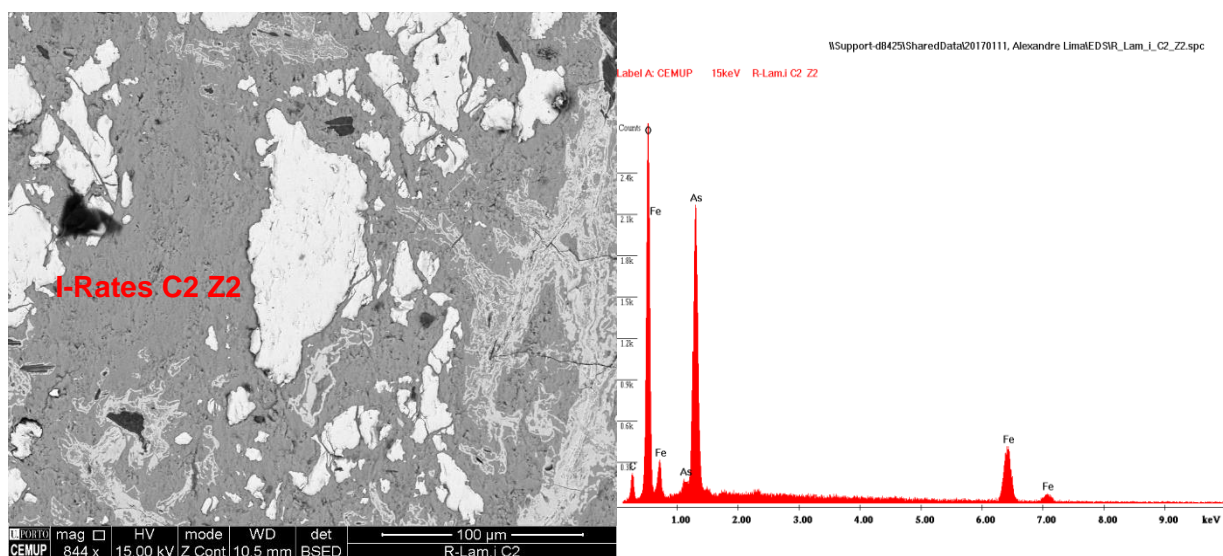 \\Support-d8425\SharedData\20170111, Alexandre Lima\EDS\R_Lam_i_C2_Z2.spc
Label A: CEMUP 15keV R-Lam.i C2 Z2
Counts
O
2.4k
As
Fe
2.1k
1.8k
I-Rates C2 Z2
1.5k
1.2k
0.9k
0.6k
Fe
Fe
C
0.3k
As
Fe
1.00 2.00 3.00 4.00 5.00 6.00 7.00 8.00 9.00 keV
U.PORTO mag HV mode WD det 100 µm
CEMUP 844 x 15.00 kV Z Cont 10.5 mm BSED R-Lam.i C2